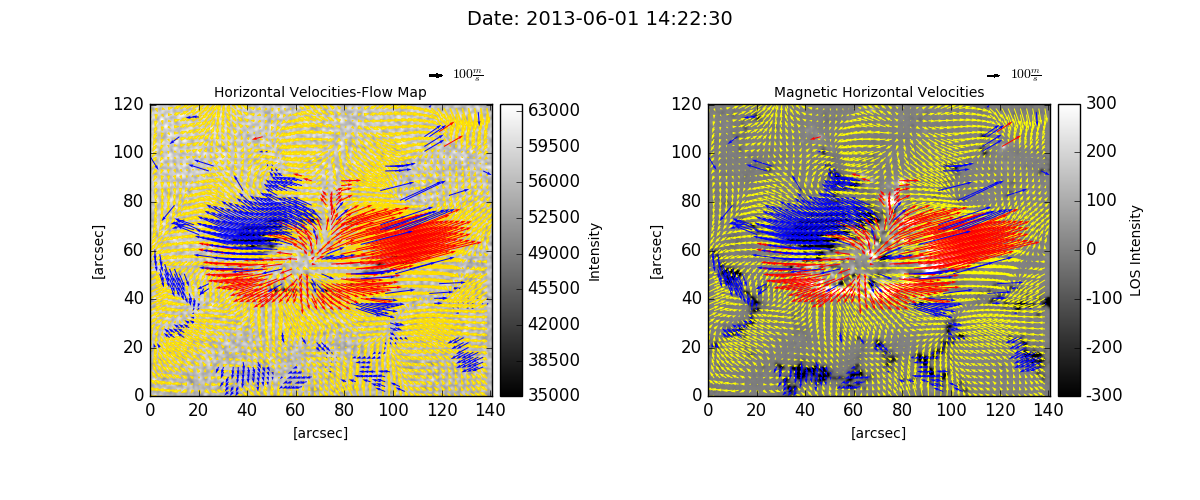 Date: 2013-06-01 14:22:30
100 m/s
Horizontal Velocities-Flow Map
120
100
80
60
40
20
0
[arcsec]
0 20 40 60 80 100 120 140
[arcsec]
63000
59500
56000
52500
49000
45500
42000
38500
35000
Intensity
100 m/s
Magnetic Horizontal Velocities
120
100
80
60
40
20
0
[arcsec]
0 20 40 60 80 100 120 140
[arcsec]
300
200
100
0
-100
-200
-300
LOS Intensity